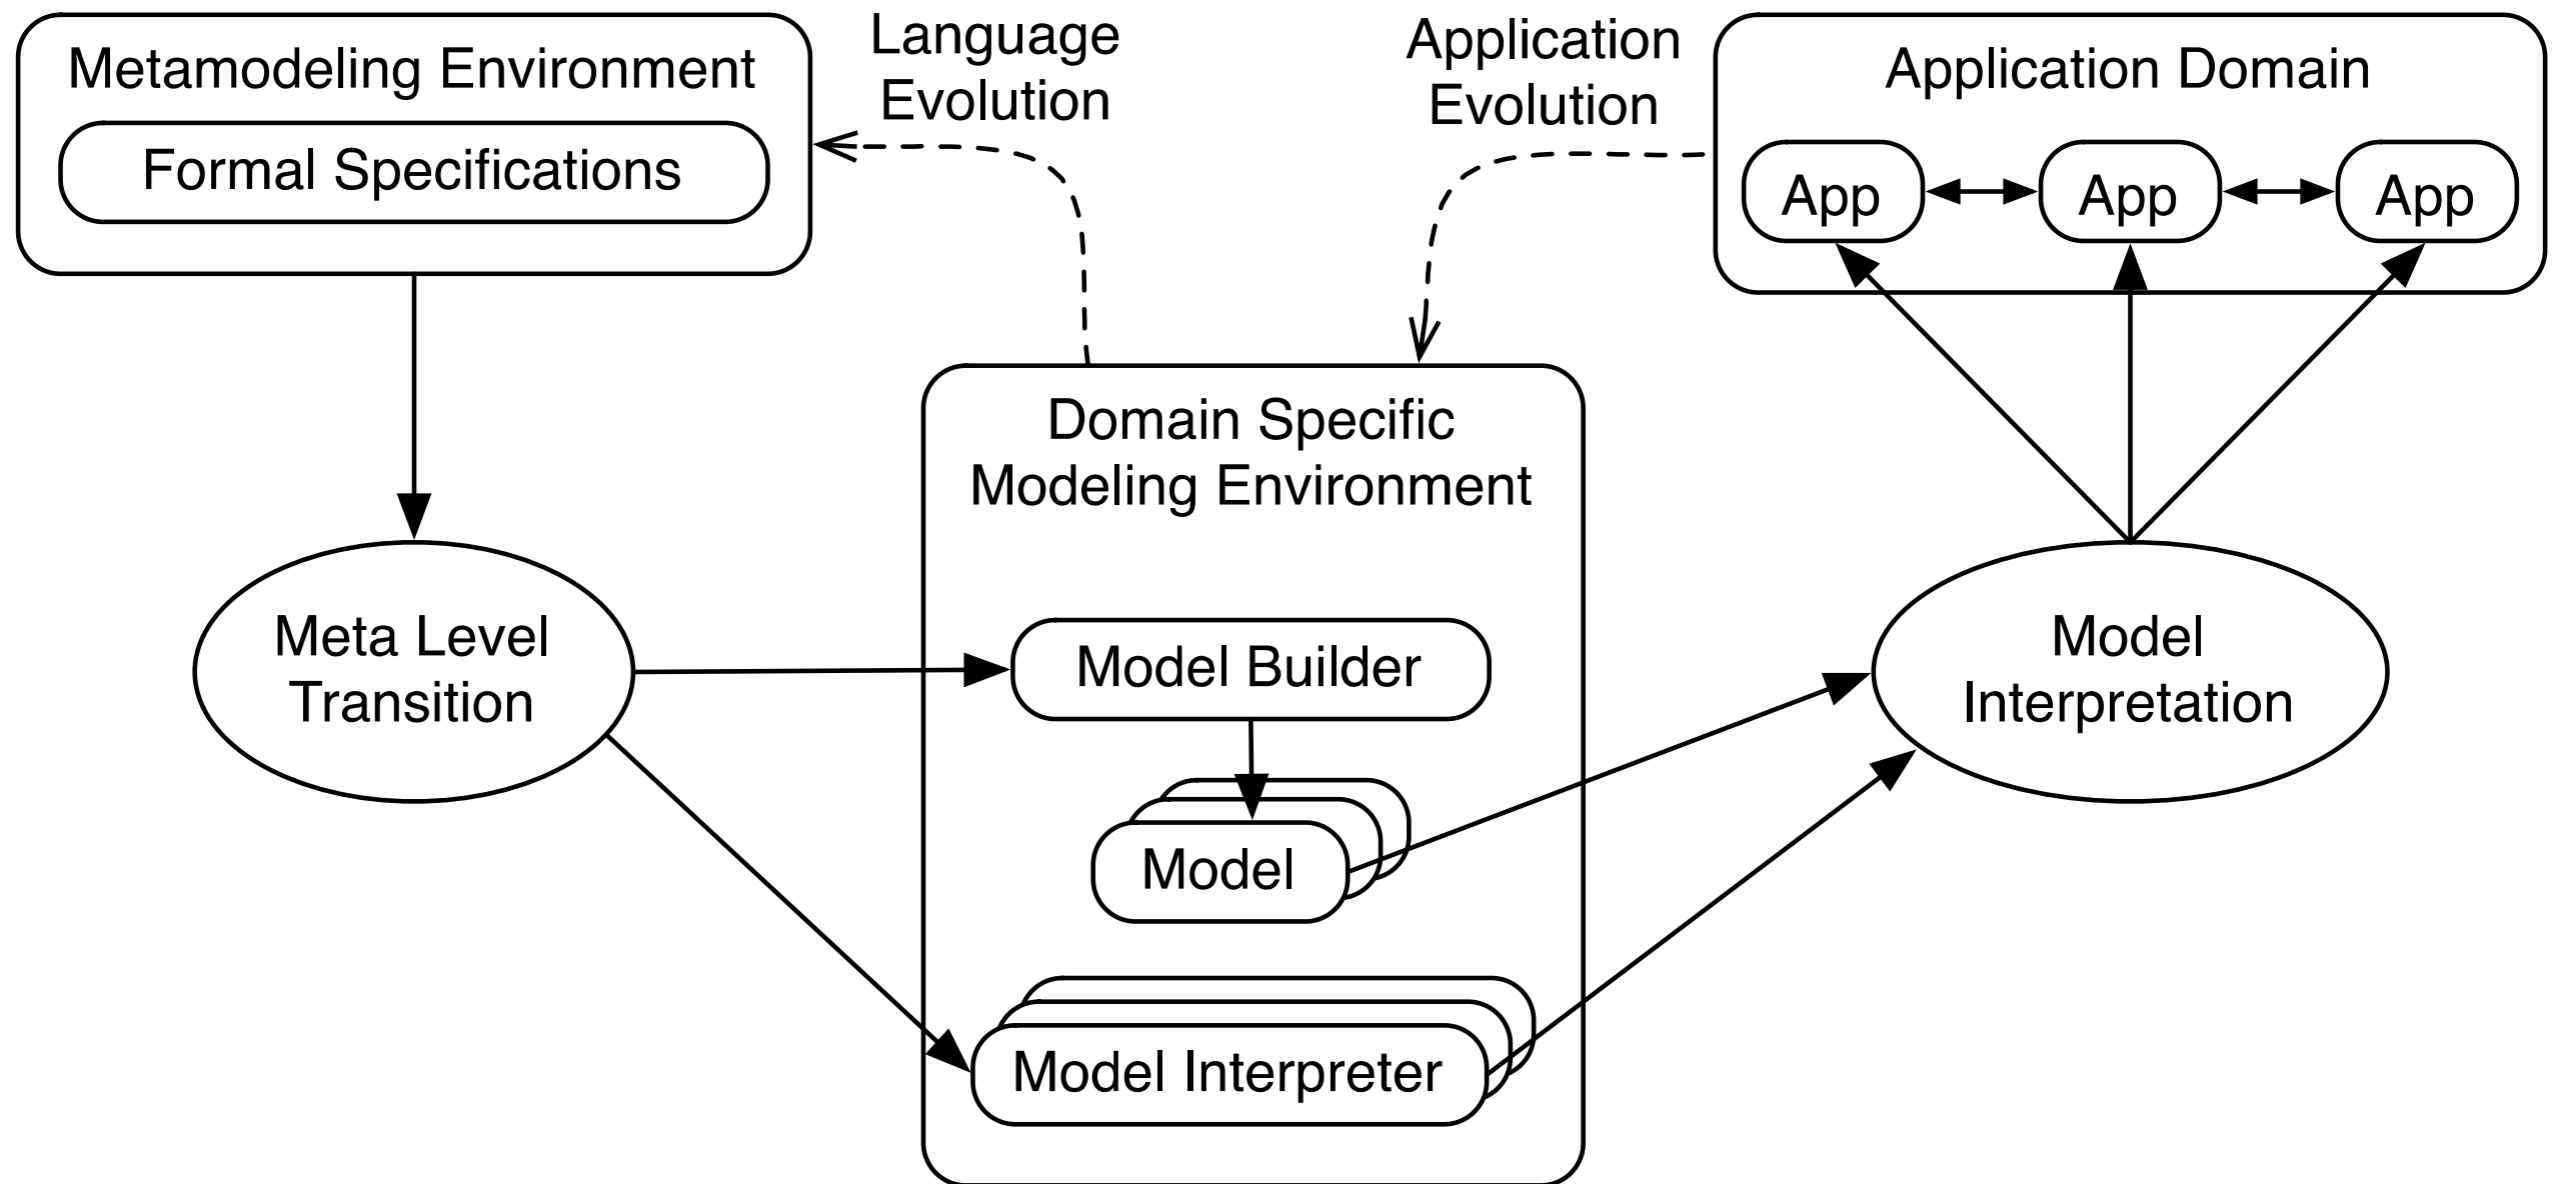 Metamodeling Environment
Formal Specifications
Language
Evolution
Application
Evolution
Application Domain
App
App
App
Domain Specific
Modeling Environment
Meta Level
Transition
Model Builder
Model
Model Interpreter
Model
Interpretation